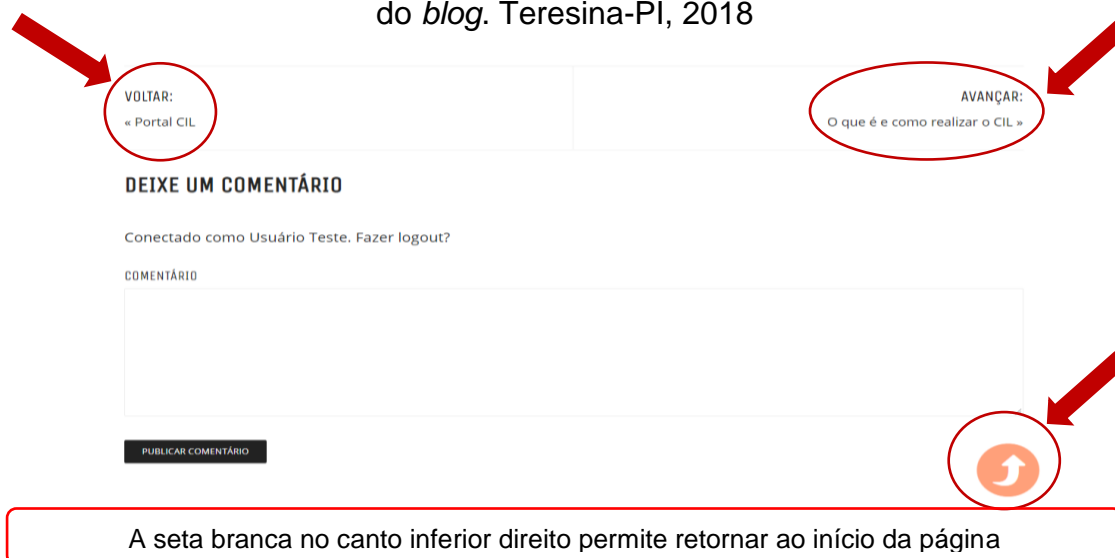 do blog. Teresina-PI, 2018
VOLTAR:
« Portal CIL
AVANÇAR:
O que é e como realizar o CIL »
DEIXE UM COMENTÁRIO
Conectado como Usuário Teste. Fazer logout?
COMENTÁRIO
PUBLICAR COMENTÁRIO
A seta branca no canto inferior direito permite retornar ao início da página